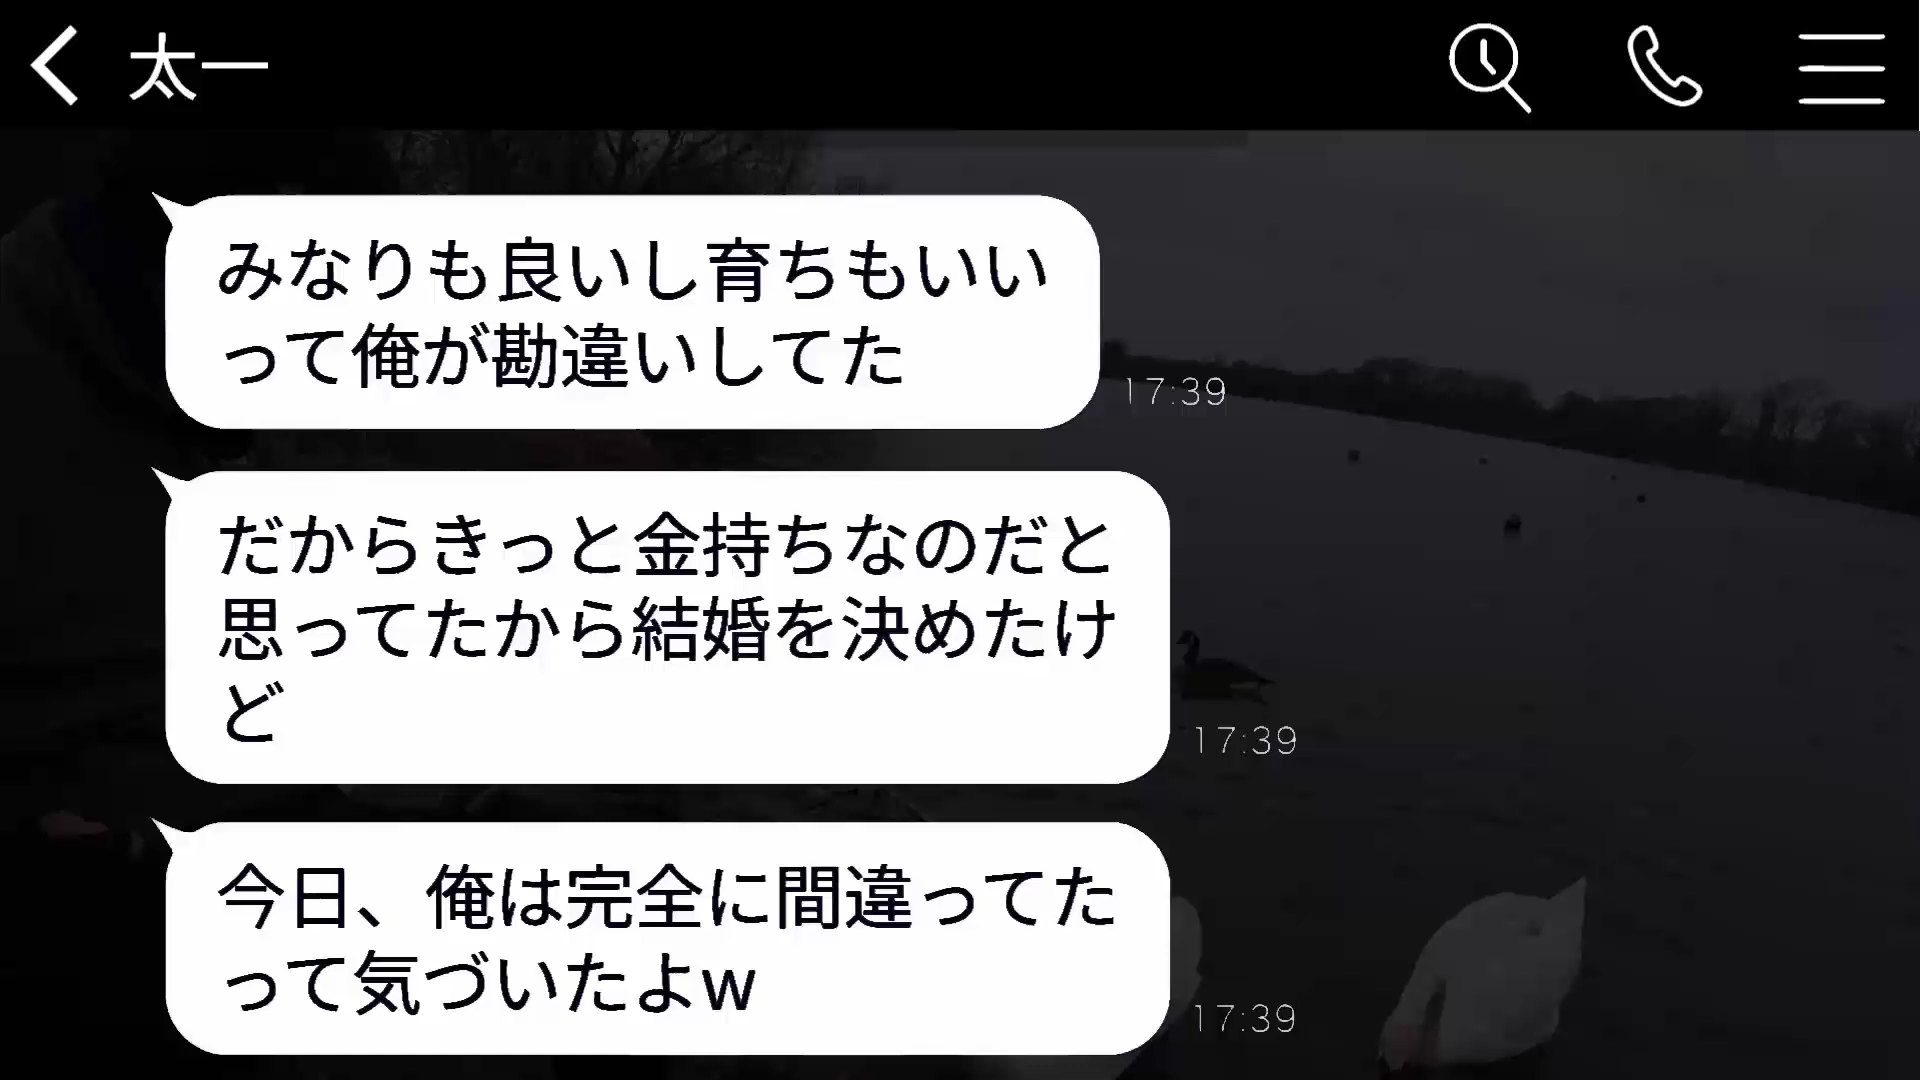 太一
みなりも良いし育ちもいい
って俺が勘違いしてた
17:39
だからきっと金持ちなのだと
思ってたから結婚を決めたけ
ど
17:39
今日、俺は完全に間違ってた
って気づいたよw
17:39